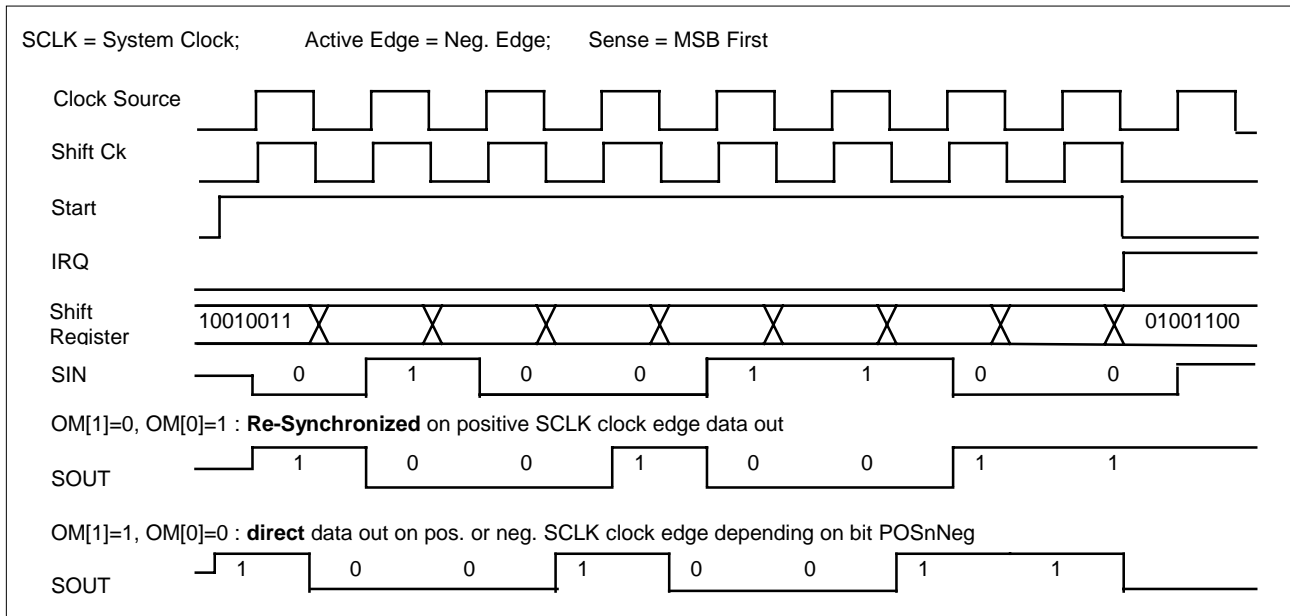 SCLK = System Clock; Active Edge = Neg. Edge; Sense = MSB First
Clock Source
Shift Ck
Start
IRQ
Shift
Register
10010011 01001100
SIN
0 1 0 0 1 1 0 0
OM[1]=0, OM[0]=1 : Re-Synchronized on positive SCLK clock edge data out
SOUT
1 0 0 1 0 0 1 1
OM[1]=1, OM[0]=0 : direct data out on pos. or neg. SCLK clock edge depending on bit POSnNeg
SOUT
1 0 0 1 0 0 1 1